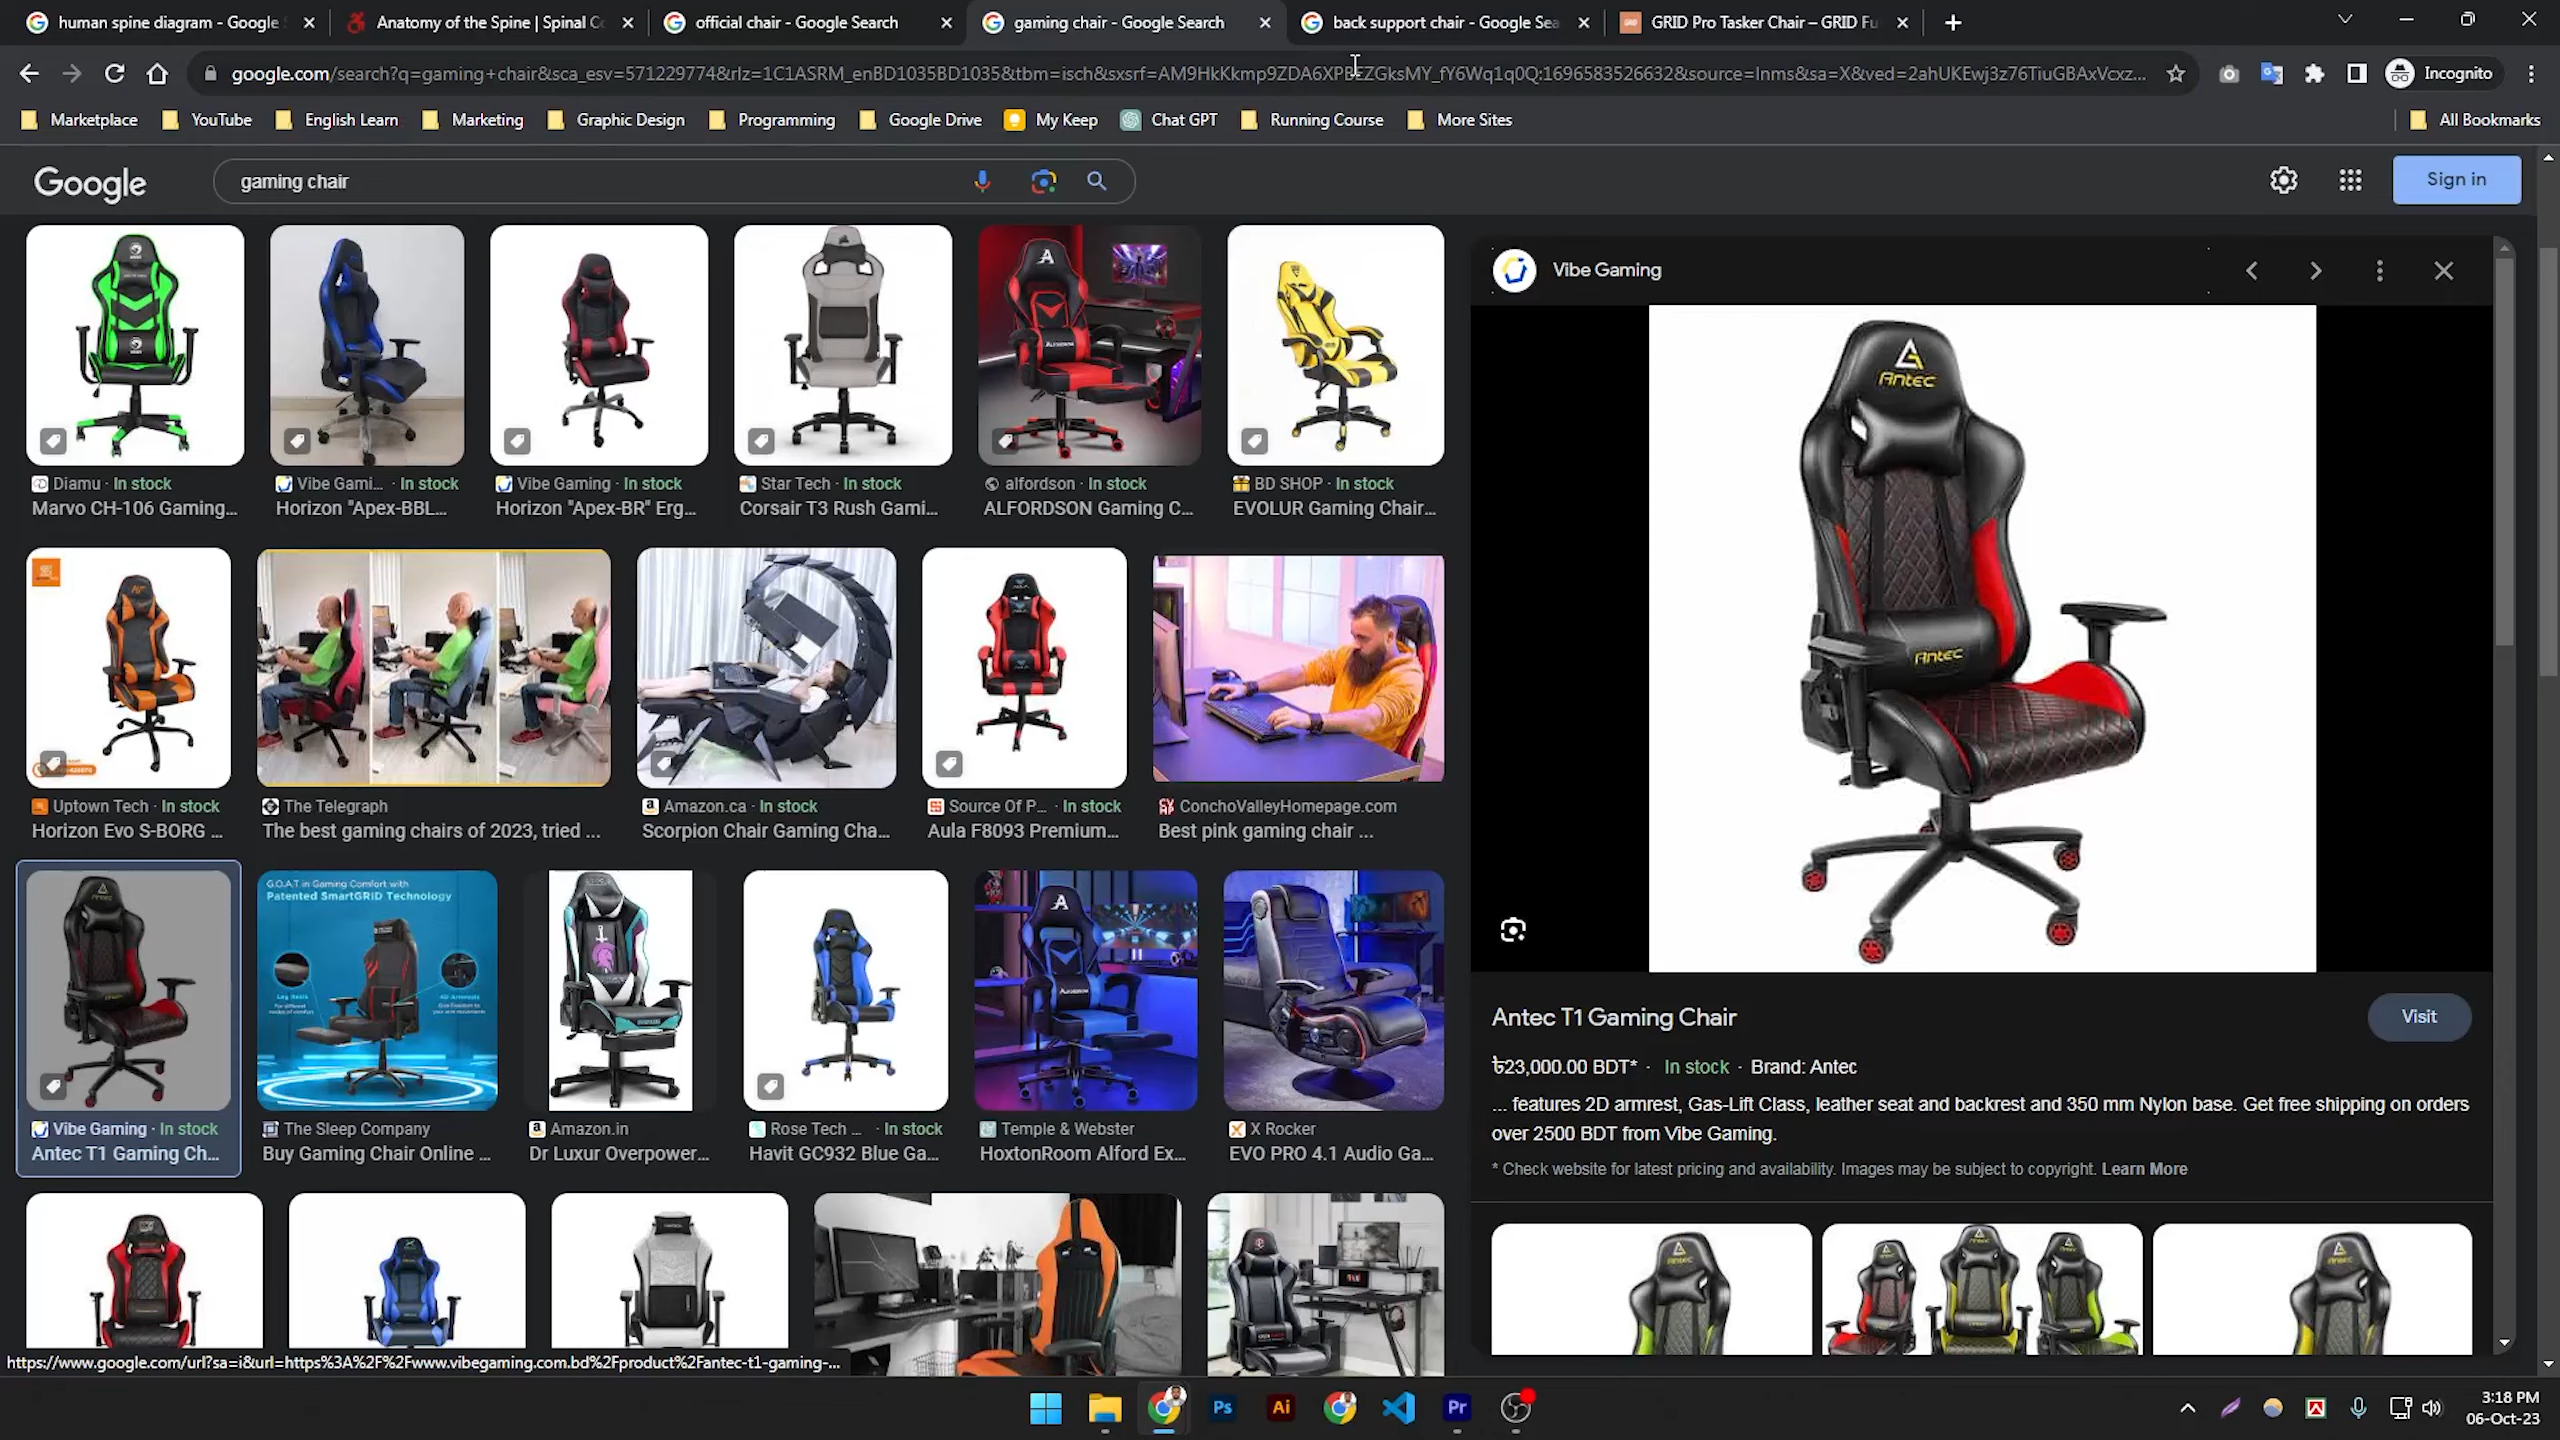 human spine diagram - Google S
Anatomy of the Spine | Spinal Co
official chair - Google Search
gaming chair - Google Search
back support chair - Google Sea
GRID Pro Tasker Chair – GRID Fu
google.com/search?q=gaming+chair&sca_esv=571229774&rlz=1C1ASRM_enBD1035BD1035&tbm=isch&sxsrf=
Incognito
Marketplace
YouTube
English Learn
Marketing
Graphic Design
Programming
Google Drive
My Keep
Chat GPT
Running Course
More Sites
All Bookmarks
Google
gaming chair
Sign in
Vibe Gaming
Antec
Antec
Diamu · In stock
Marvo CH-106 Gaming...
Vibe Gami... · In stock
Horizon "Apex-BBL...
Vibe Gaming · In stock
Horizon "Apex-BR" Erg...
Star Tech · In stock
Corsair T3 Rush Gami...
alfordson · In stock
ALFORDSON Gaming C...
BD SHOP · In stock
EVOLUR Gaming Chair...
Uptown Tech · In stock
Horizon Evo S-BORG ...
The Telegraph
The best gaming chairs of 2023, tried ...
Amazon.ca · In stock
Scorpion Chair Gaming Cha...
Source Of P... · In stock
Aula F8093 Premium...
ConchoValleyHomepage.com
Best pink gaming chair ...
G.O.A.T in Gaming Comfort with
Patented SmartGRID Technology
Vibe Gaming · In stock
Antec T1 Gaming Ch...
The Sleep Company
Buy Gaming Chair Online ...
Amazon.in
Dr Luxur Overpower...
Rose Tech ... · In stock
Havit GC932 Blue Ga...
Temple & Webster
HoxtonRoom Alford Ex...
X Rocker
EVO PRO 4.1 Audio Ga...
Antec T1 Gaming Chair
Visit
৳23,000.00 BDT* · In stock · Brand: Antec
... features 2D armrest, Gas-Lift Class, leather seat and backrest and 350 mm Nylon base. Get free shipping on orders
over 2500 BDT from Vibe Gaming.
* Check website for latest pricing and availability. Images may be subject to copyright. Learn More
https://www.google.com/url?sa=i&url=https%3A%2F%2Fwww.vibegaming.com.bd%2Fproduct%2Fantec-t1-gaming-...
Ps
Ai
Pr
3:18 PM
06-Oct-23